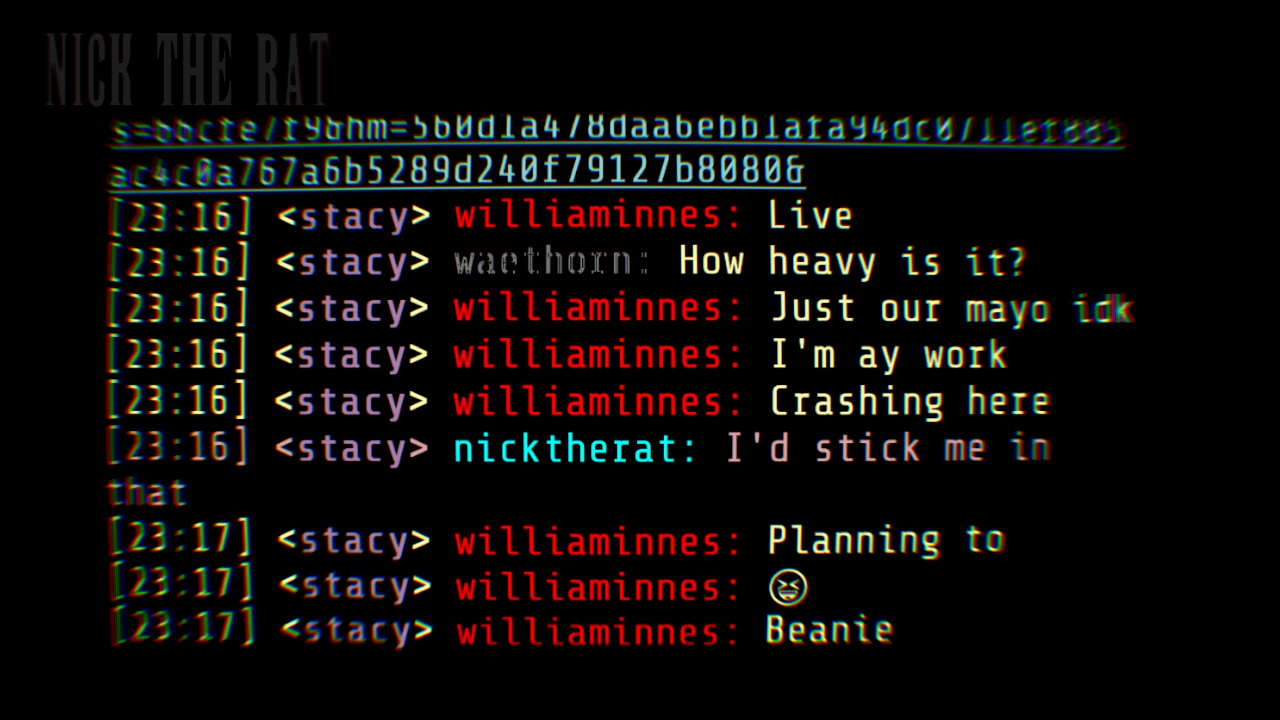 NICK THE RAT
ac4c0a767a6b5289d240f79127b8080&
[23:16] <stacy> williaminnes: Live
[23:16] <stacy> waethorn: How heavy is it?
[23:16] <stacy> williaminnes: Just our mayo idk
[23:16] <stacy> williaminnes: I'm ay work
[23:16] <stacy> williaminnes: Crashing here
[23:16] <stacy> nicktherat: I'd stick me in
that
[23:17] <stacy> williaminnes: Planning to
[23:17] <stacy> williaminnes: 😆
[23:17] <stacy> williaminnes: Beanie